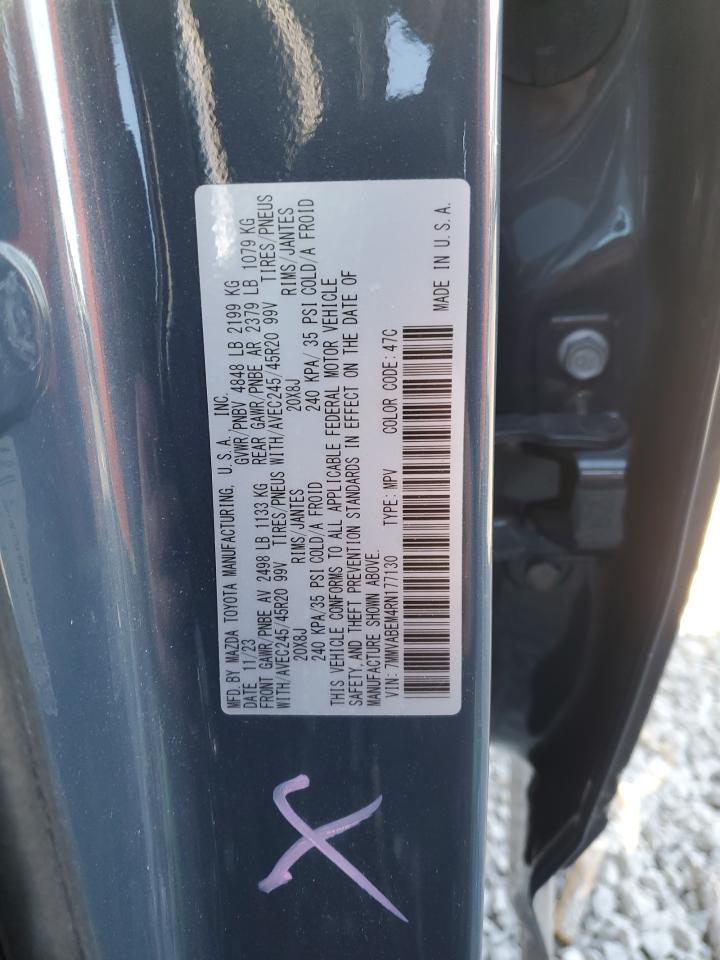 MFD. BY MAZDA TOYOTA MANUFACTURING, U.S.A. INC.
DATE 11/23 GVWR/PNBV 4848 LB 2199 KG
FRONT GAWR/PNBE AV 2498 LB 1133 KG REAR GAWR/PNBE AR 2379 LB 1079 KG
WITH/AVEC245/45R20 99V TIRES/PNEUS WITH/AVEC245/45R20 99V TIRES/PNEUS
20X8J RIMS/JANTES 20X8J RIMS/JANTES
240 KPA/35 PSI COLD/A FROID 240 KPA/ 35 PSI COLD/A FROID
THIS VEHICLE CONFORMS TO ALL APPLICABLE FEDERAL MOTOR VEHICLE
SAFETY,AND THEFT PREVENTION STANDARDS IN EFFECT ON THE DATE OF
MANUFACTURE SHOWN ABOVE.
VIN: 7MMVABEM4RN177130 TYPE: MPV COLOR CODE: 47C
MADE IN U.S.A.
X